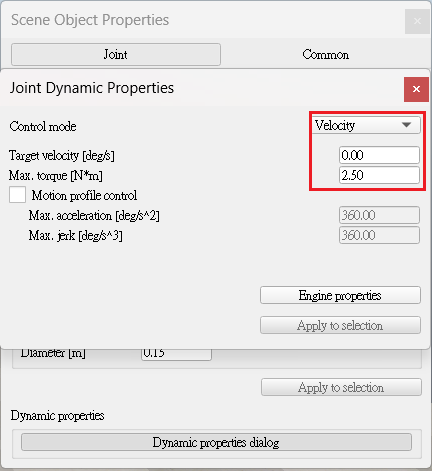 Scene Object Properties
Joint
Common
Joint Dynamic Properties
Control mode
Velocity
Target velocity [deg/s]
0.00
Max. torque [N*m]
2.50
Motion profile control
Max. acceleration [deg/s^2]
360.00
Max. jerk [deg/s^3]
360.00
Engine properties
Apply to selection
Diameter [m]
0.15
Apply to selection
Dynamic properties
Dynamic properties dialog